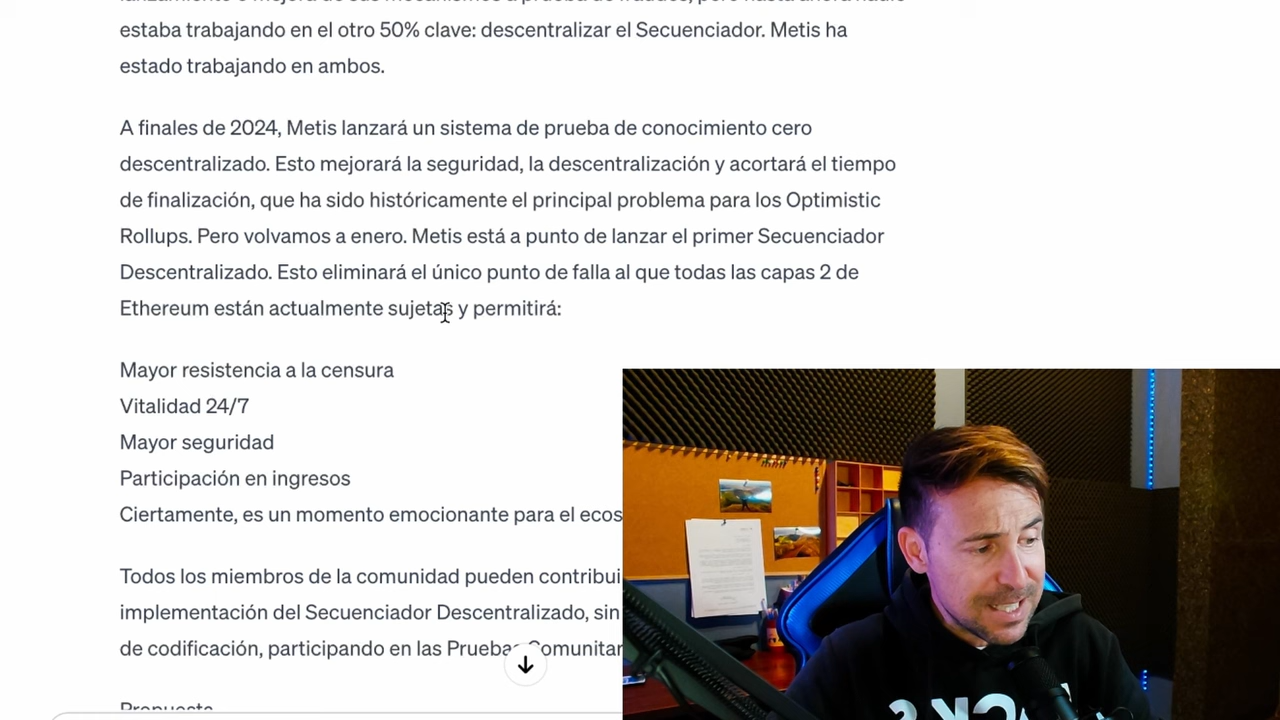 estaba trabajando en el otro 50% clave: descentralizar el Secuenciador. Metis ha
estado trabajando en ambos.
A finales de 2024, Metis lanzará un sistema de prueba de conocimiento cero
descentralizado. Esto mejorará la seguridad, la descentralización y acortará el tiempo
de finalización, que ha sido históricamente el principal problema para los Optimistic
Rollups. Pero volvamos a enero. Metis está a punto de lanzar el primer Secuenciador
Descentralizado. Esto eliminará el único punto de falla al que todas las capas 2 de
Ethereum están actualmente sujetas y permitirá:
Mayor resistencia a la censura
Vitalidad 24/7
Mayor seguridad
Participación en ingresos
Ciertamente, es un momento emocionante para el ecos
Todos los miembros de la comunidad pueden contribui
implementación del Secuenciador Descentralizado, sin
de codificación, participando en las Pruebas Comunitar
Propuesta